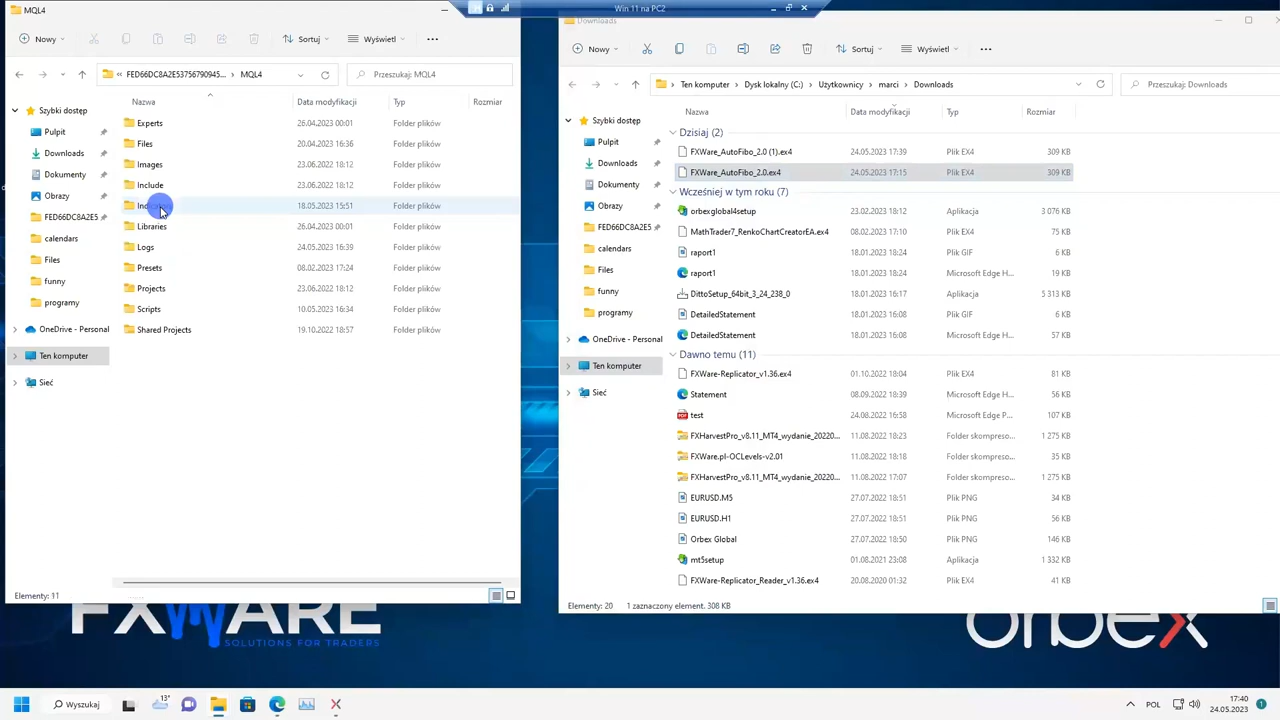 MQL4
Win 11 na PC2
Nowy
Sortuj
Wyświetl
FED66DC8A2E53756790945...
MQL4
Przeszukaj: MQL4
Nazwa
Data modyfikacji
Typ
Rozmiar
Szybki dostęp
Pulpit
Downloads
Dokumenty
Obrazy
FED66DC8A2E5
calendars
Files
funny
programy
OneDrive - Personal
Ten komputer
Sieć
Experts 26.04.2023 00:01 Folder plików
Files 20.04.2023 16:36 Folder plików
Images 23.06.2022 18:12 Folder plików
Include 23.06.2022 18:12 Folder plików
18.05.2023 15:51 Folder plików
Libraries 26.04.2023 00:01 Folder plików
Logs 24.05.2023 16:39 Folder plików
Presets 08.02.2023 17:24 Folder plików
Projects 23.06.2022 18:12 Folder plików
Scripts 10.05.2023 16:34 Folder plików
Shared Projects 19.10.2022 18:57 Folder plików
Elementy: 11
Downloads
Nowy
Sortuj
Wyświetl
Ten komputer
Dysk lokalny (C:)
Użytkownicy
marci
Downloads
Przeszukaj: Downloads
Nazwa
Data modyfikacji
Typ
Rozmiar
Szybki dostęp
Pulpit
Downloads
Dokumenty
Obrazy
FED66DC8A2E5
calendars
Files
funny
programy
OneDrive - Personal
Ten komputer
Sieć
Dzisiaj (2)
FXWare_AutoFibo_2.0 (1).ex4 24.05.2023 17:39 Plik EX4 309 KB
FXWare_AutoFibo_2.0.ex4 24.05.2023 17:15 Plik EX4 309 KB
Wcześniej w tym roku (7)
orbexglobal4setup 23.02.2023 18:12 Aplikacja 3 076 KB
MathTrader7_RenkoChartCreatorEA.ex4 08.02.2023 17:10 Plik EX4 75 KB
raport1 18.01.2023 18:24 Plik GIF 6 KB
raport1 18.01.2023 18:24 Microsoft Edge H... 19 KB
DittoSetup_64bit_3_24_238_0 18.01.2023 16:17 Aplikacja 5 313 KB
DetailedStatement 18.01.2023 16:08 Plik GIF 6 KB
DetailedStatement 18.01.2023 16:08 Microsoft Edge H... 57 KB
Dawno temu (11)
FXWare-Replicator_v1.36.ex4 01.10.2022 18:04 Plik EX4 81 KB
Statement 08.09.2022 18:39 Microsoft Edge H... 56 KB
test 24.08.2022 16:58 Microsoft Edge P... 107 KB
FXHarvestPro_v8.11_MT4_wydanie_20220... 11.08.2022 18:23 Folder skompreso... 1 275 KB
FXWare.pl-OCLevels-v2.01 11.08.2022 18:18 Folder skompreso... 35 KB
FXHarvestPro_v8.11_MT4_wydanie_20220... 11.08.2022 17:07 Folder skompreso... 1 275 KB
EURUSD.M5 27.07.2022 18:51 Plik PNG 34 KB
EURUSD.H1 27.07.2022 18:51 Plik PNG 56 KB
Orbex Global 27.07.2022 18:50 Plik PNG 146 KB
mt5setup 01.08.2021 23:08 Aplikacja 1 332 KB
FXWare-Replicator_Reader_v1.36.ex4 20.08.2020 01:32 Plik EX4 41 KB
Elementy: 20 1 zaznaczony element. 308 KB
FXWARE
SOLUTIONS FOR TRADERS
orbex
Wyszukaj
13°
POL
17:40
24.05.2023
1